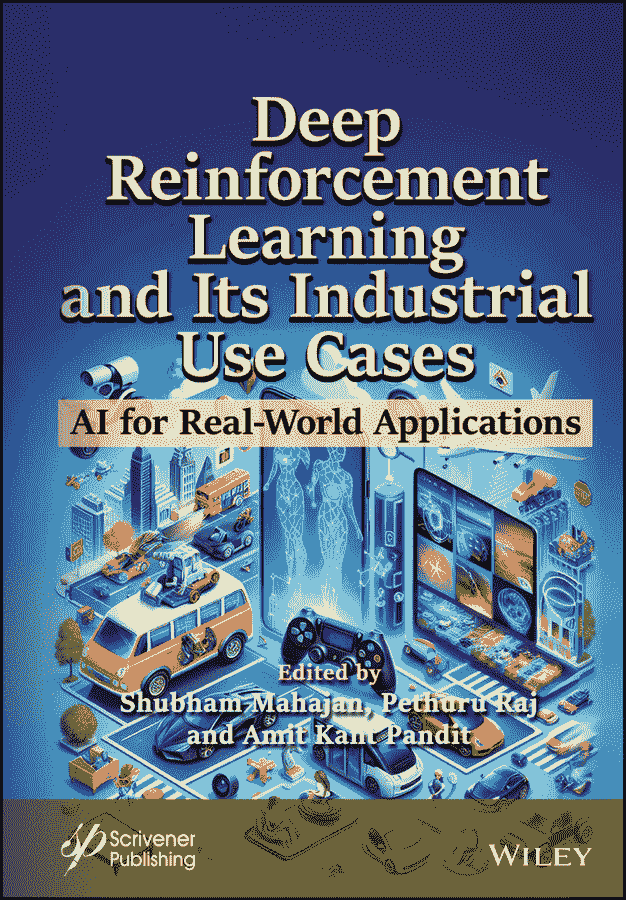 Deep
Reinforcement
Learning
and Its Industrial
Use Cases
AI for Real-World Applications
Edited by
Shubham Mahajan, Pethuru Raj
and Amit Kant Pandit
Scrivener
Publishing
WILEY